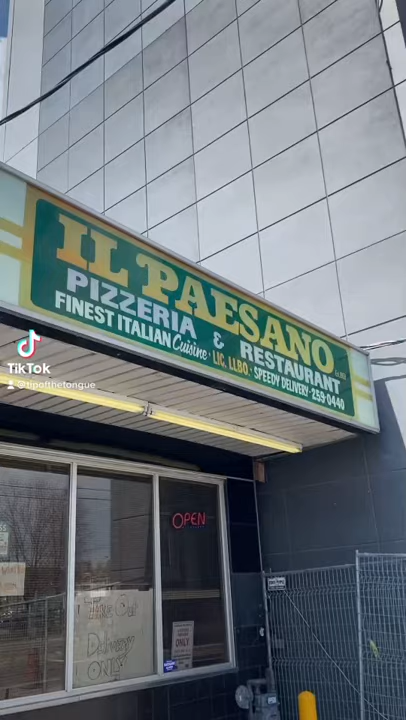 IL PAESANO
PIZZERIA & RESTAURANT
FINEST ITALIAN Cuisine · LIC. LLBO. · SPEEDY DELIVERY · 259-0440
TikTok
@tipofthetongue
OPEN
Take Out
Delivery
ONLY
ONLY